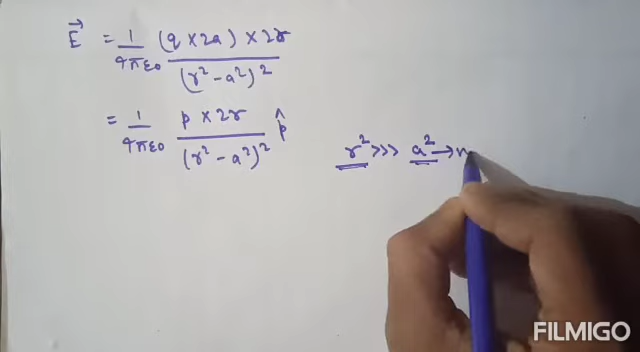 E⃗ = 1/4πε0 (q × 2a) × 2r / (r² - a²)²
= 1/4πε0 p × 2r / (r² - a²)² p̂
r² >>> a² → n
FILMIGO